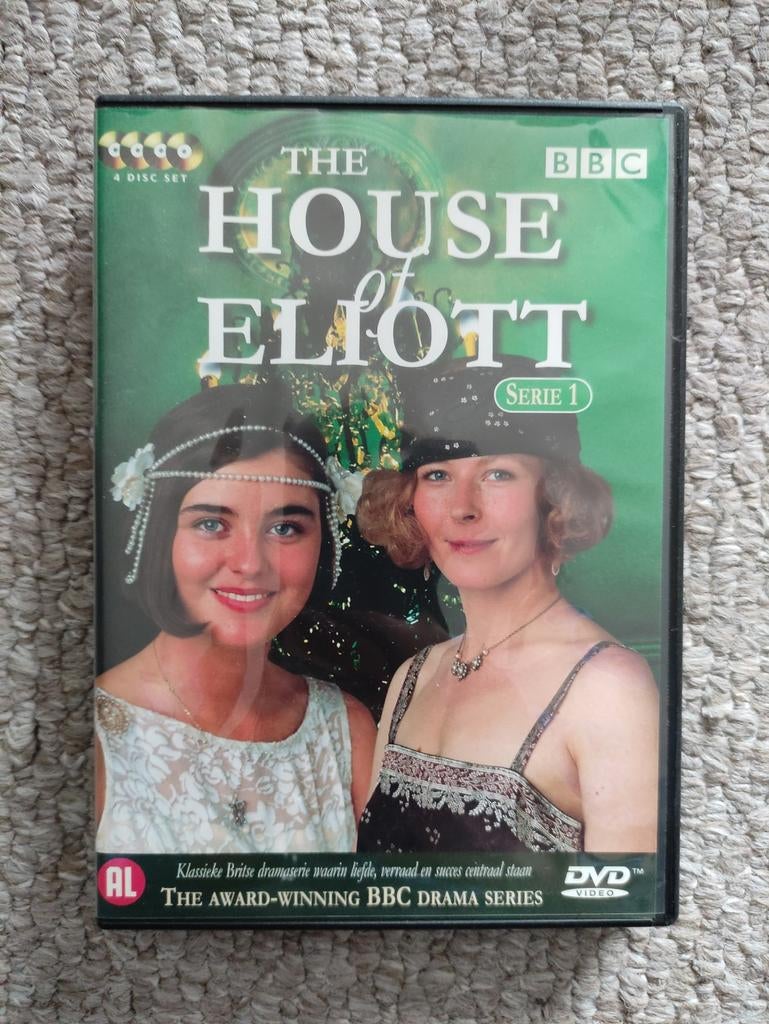 4 DISC SET
BBC
THE
HOUSE
of
ELIOTT
SERIE 1
AL
Klassieke Britse dramaserie waarin liefde, verraad en succes centraal staan
THE AWARD-WINNING BBC DRAMA SERIES
DVD™
VIDEO